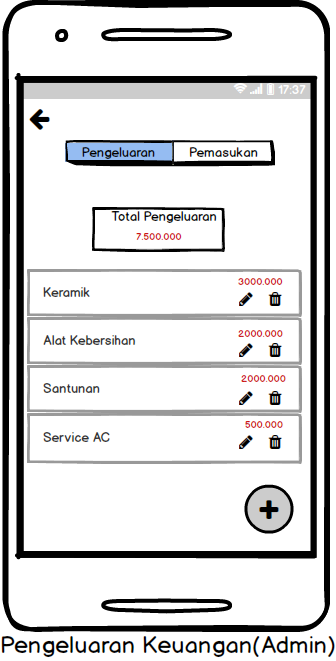 17:37
Pengeluaran Pemasukan
Total Pengeluaran
7.500.000
Keramik 3000.000
Alat Kebersihan 2000.000
Santunan 2000.000
Service AC 500.000
Pengeluaran Keuangan(Admin)